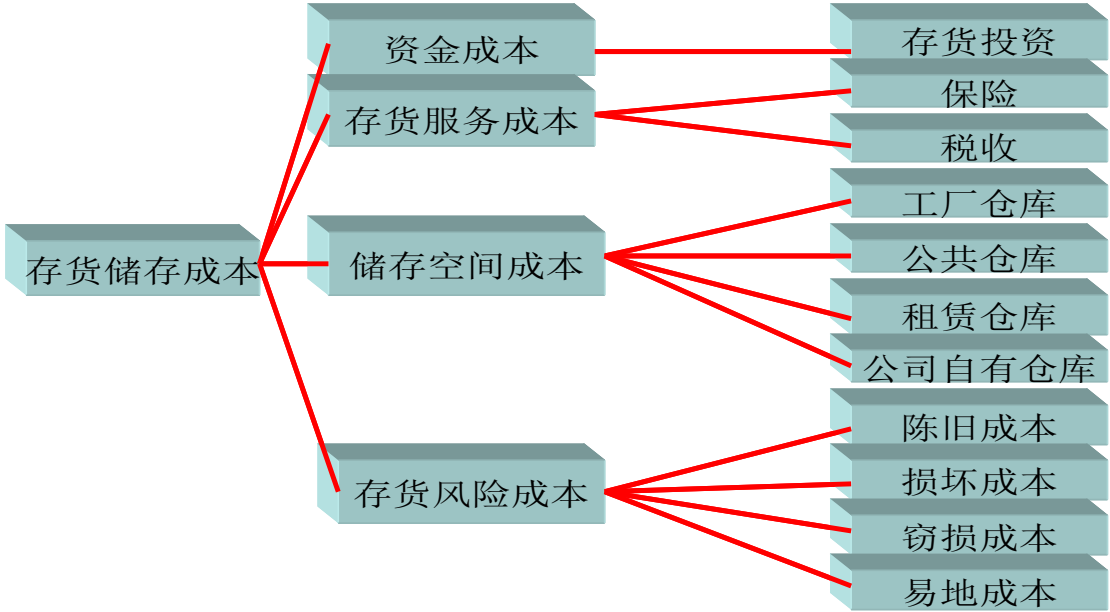 存货储存成本
资金成本
存货服务成本
储存空间成本
存货风险成本
存货投资
保险
税收
工厂仓库
公共仓库
租赁仓库
公司自有仓库
陈旧成本
损坏成本
窃损成本
易地成本